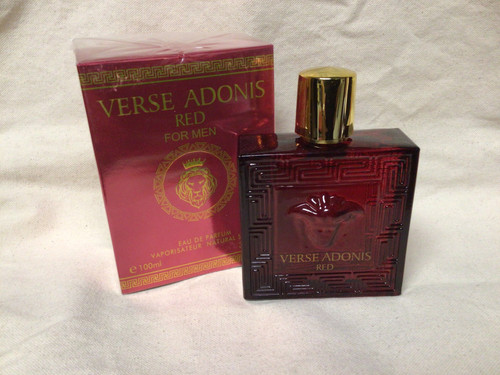 VERSE ADONIS
RED
FOR MEN
EAU DE PARFUM
VAPORISATEUR NATURAL
e 100ml
VERSE ADONIS
RED